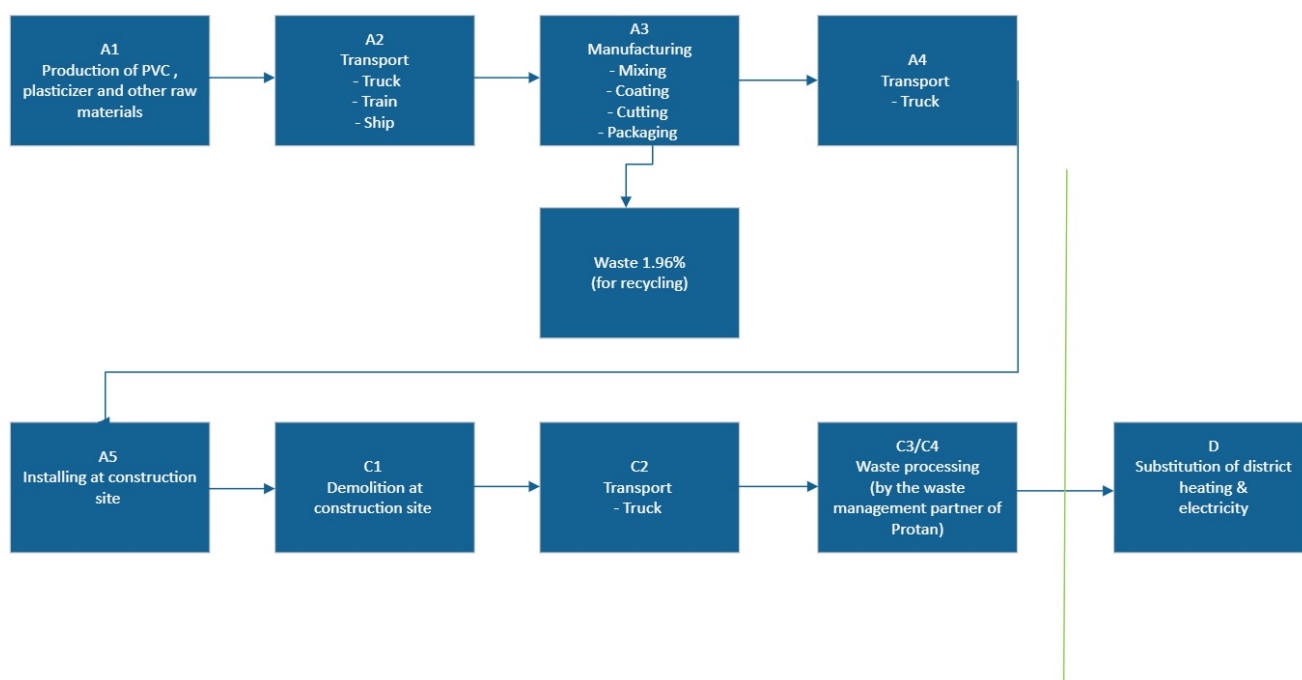 A1
Production of PVC ,
plasticizer and other raw
materials
A2
Transport
- Truck
- Train
- Ship
A3
Manufacturing
- Mixing
- Coating
- Cutting
- Packaging
A4
Transport
- Truck
Waste 1.96%
(for recycling)
A5
Installing at construction
site
C1
Demolition at
construction site
C2
Transport
- Truck
C3/C4
Waste processing
(by the waste
management partner of
Protan)
D
Substitution of district
heating &
electricity